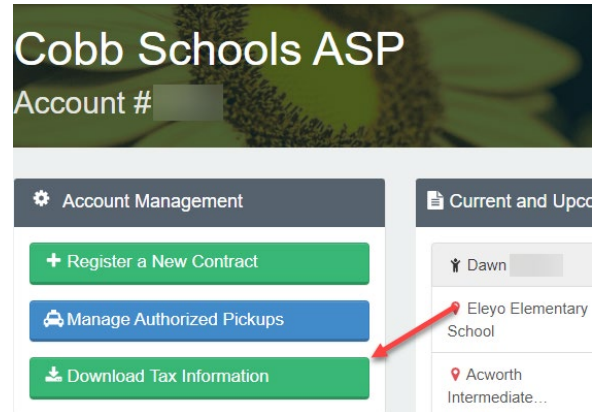 Cobb Schools ASP
Account #
Account Management
Register a New Contract
Manage Authorized Pickups
Download Tax Information
Current and Upco
Dawn
Eleyo Elementary
School
Acworth
Intermediate…